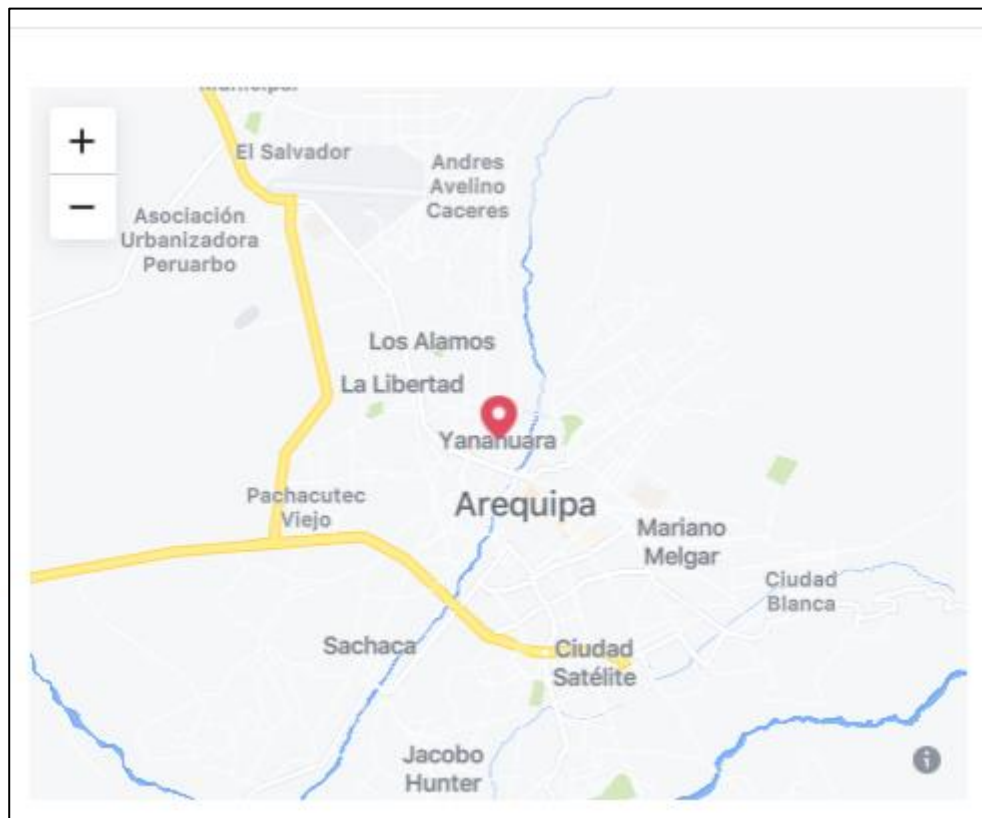 Municipal
+
El Salvador
Andres
Avelino
Caceres
−
Asociación
Urbanizadora
Peruarbo
Los Alamos
La Libertad
Yanahuara
Pachacutec
Viejo
Arequipa
Mariano
Melgar
Ciudad
Blanca
Sachaca
Ciudad
Satélite
Jacobo
Hunter
i